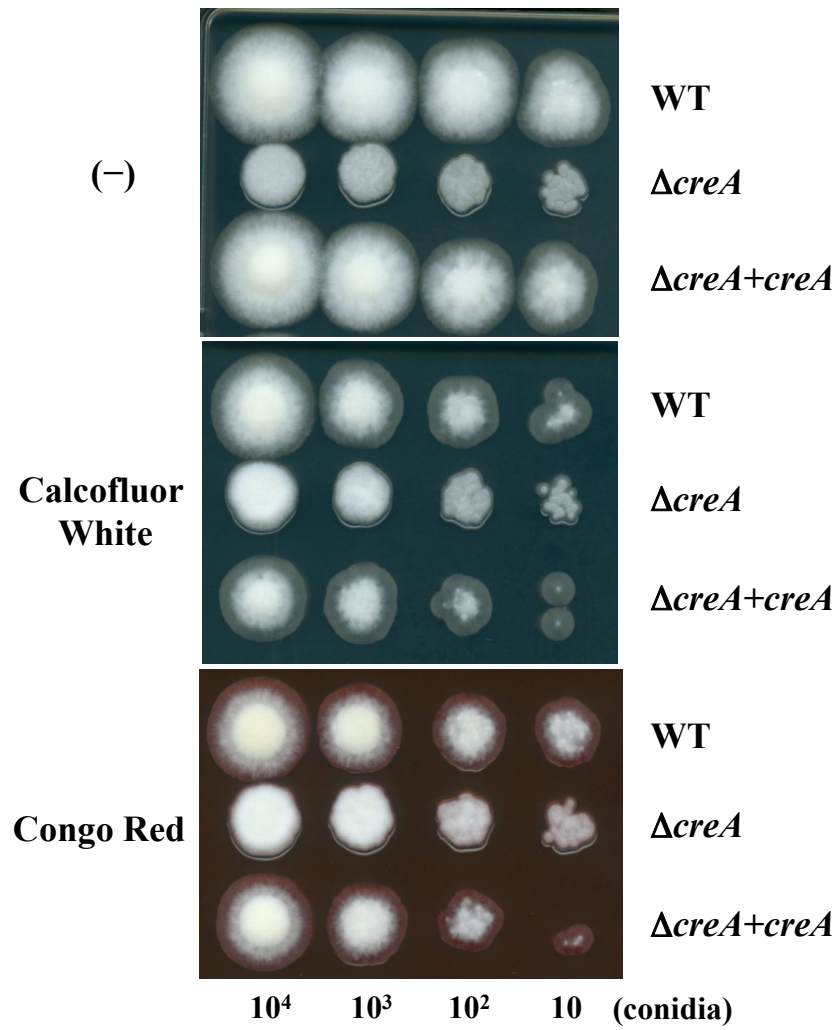 WT
(−)
ΔcreA
ΔcreA+creA
WT
Calcofluor
White
ΔcreA
ΔcreA+creA
WT
Congo Red
ΔcreA
ΔcreA+creA
10⁴ 10³ 10² 10 (conidia)